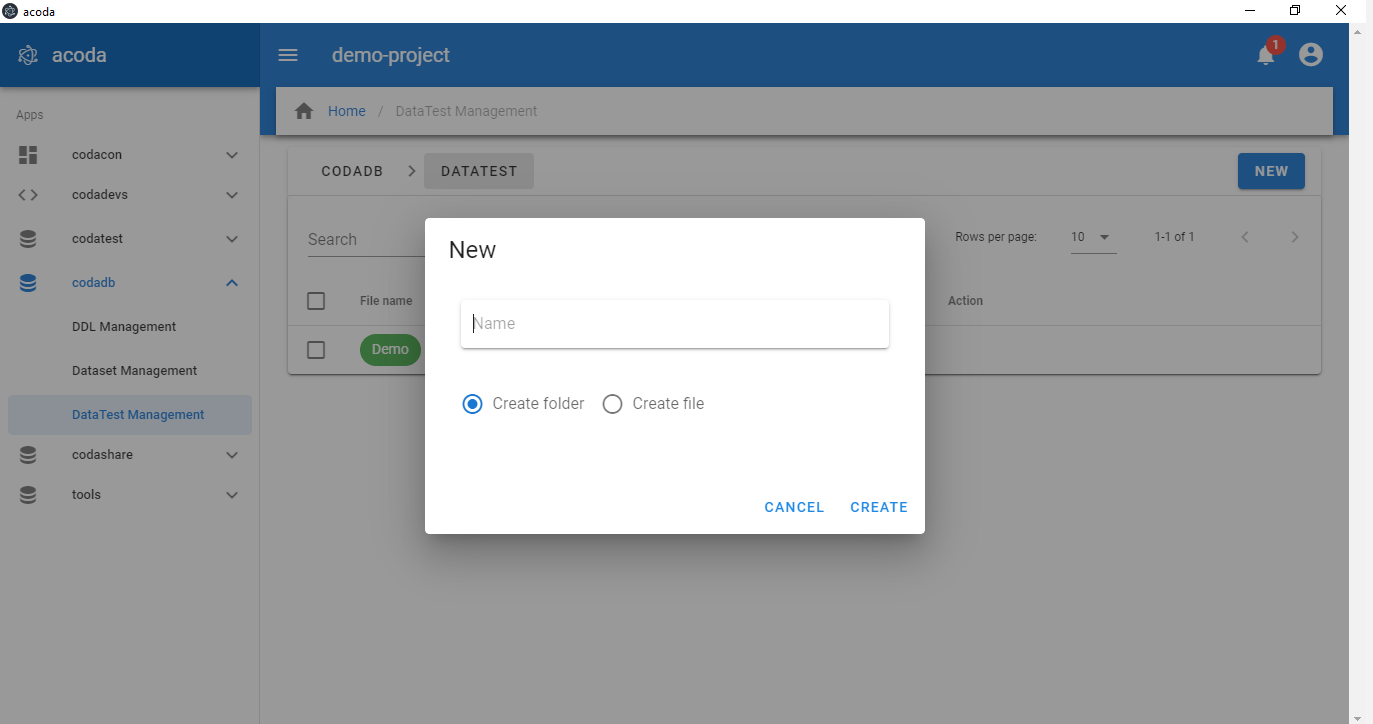 acoda
acoda
demo-project
1
Apps
codacon
codadevs
codatest
codadb
DDL Management
Dataset Management
DataTest Management
codashare
tools
Home / DataTest Management
CODADB DATATEST
NEW
Search
Rows per page: 10 1-1 of 1
File name Action
Demo
New
Name
Create folder Create file
CANCEL CREATE